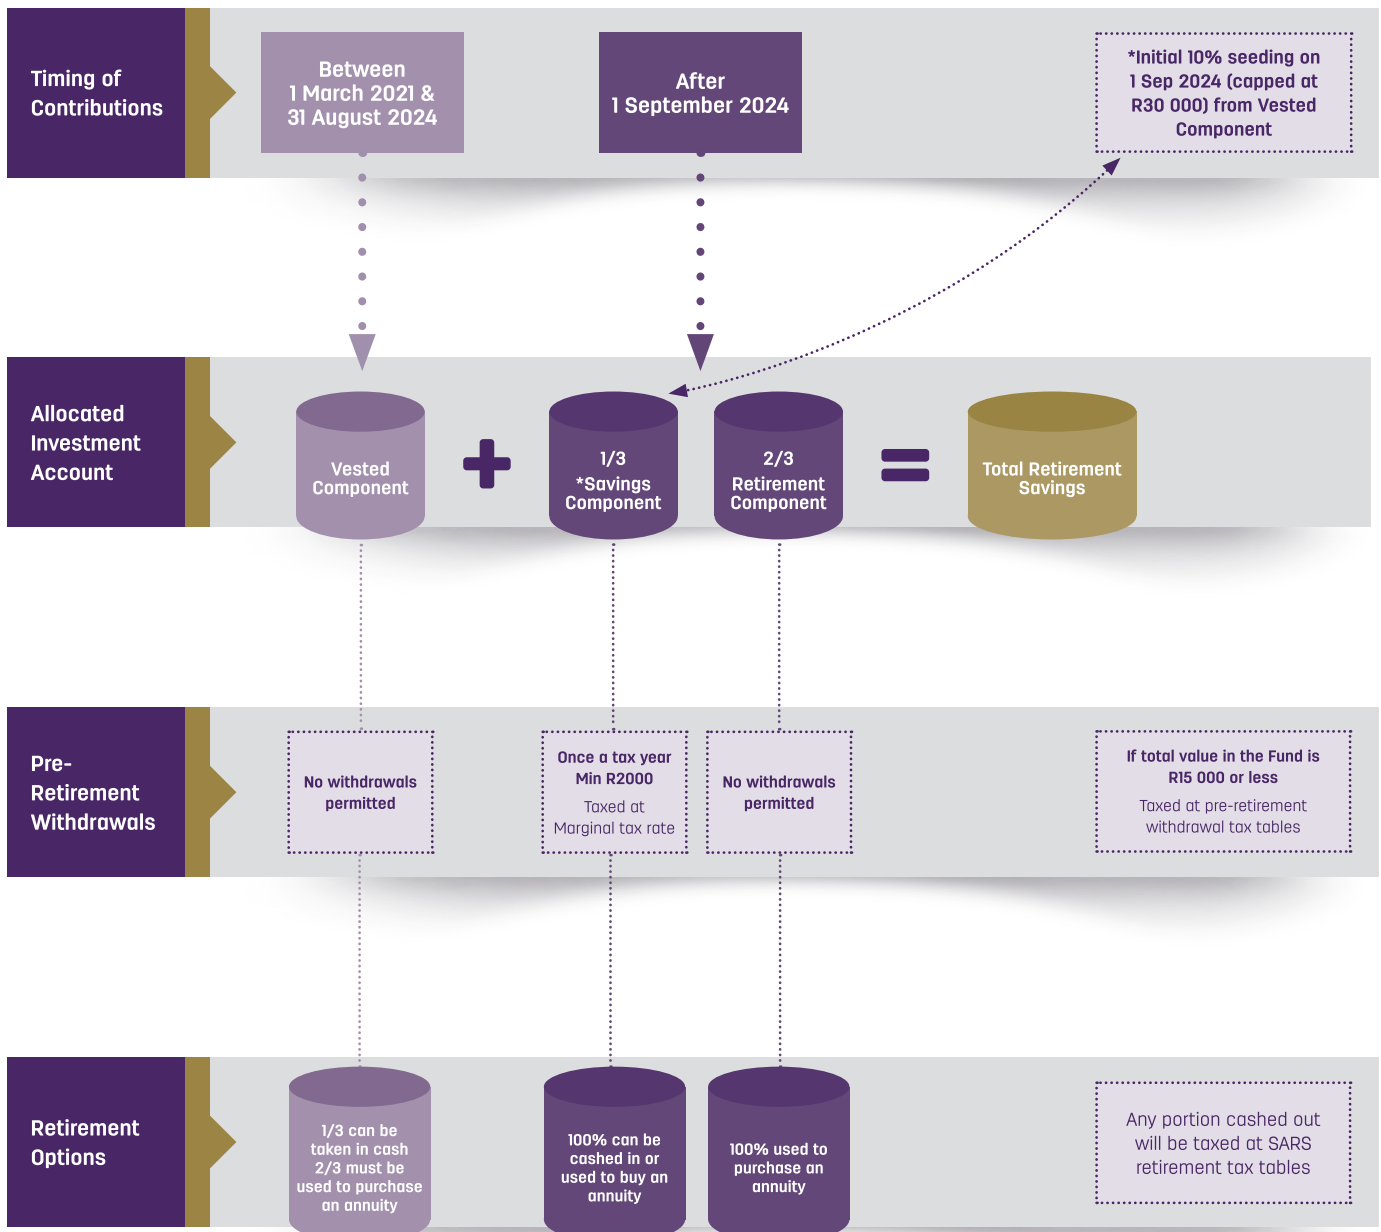 Timing of
Contributions
Between
1 March 2021 &
31 August 2024
After
1 September 2024
*Initial 10% seeding on
1 Sep 2024 (capped at
R30 000) from Vested
Component
Allocated
Investment
Account
Vested
Component
1/3
*Savings
Component
2/3
Retirement
Component
Total Retirement
Savings
Pre-
Retirement
Withdrawals
No withdrawals
permitted
Once a tax year
Min R2000
Taxed at
Marginal tax rate
No withdrawals
permitted
If total value in the Fund is
R15 000 or less
Taxed at pre-retirement
withdrawal tax tables
Retirement
Options
1/3 can be
taken in cash
2/3 must be
used to purchase
an annuity
100% can be
cashed in or
used to buy an
annuity
100% used to
purchase an
annuity
Any portion cashed out
will be taxed at SARS
retirement tax tables